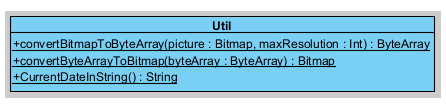 Util
+convertBitmapToByteArray(picture : Bitmap, maxResolution : Int) : ByteArray
+convertByteArrayToBitmap(byteArray : ByteArray) : Bitmap
+CurrentDateInString() : String